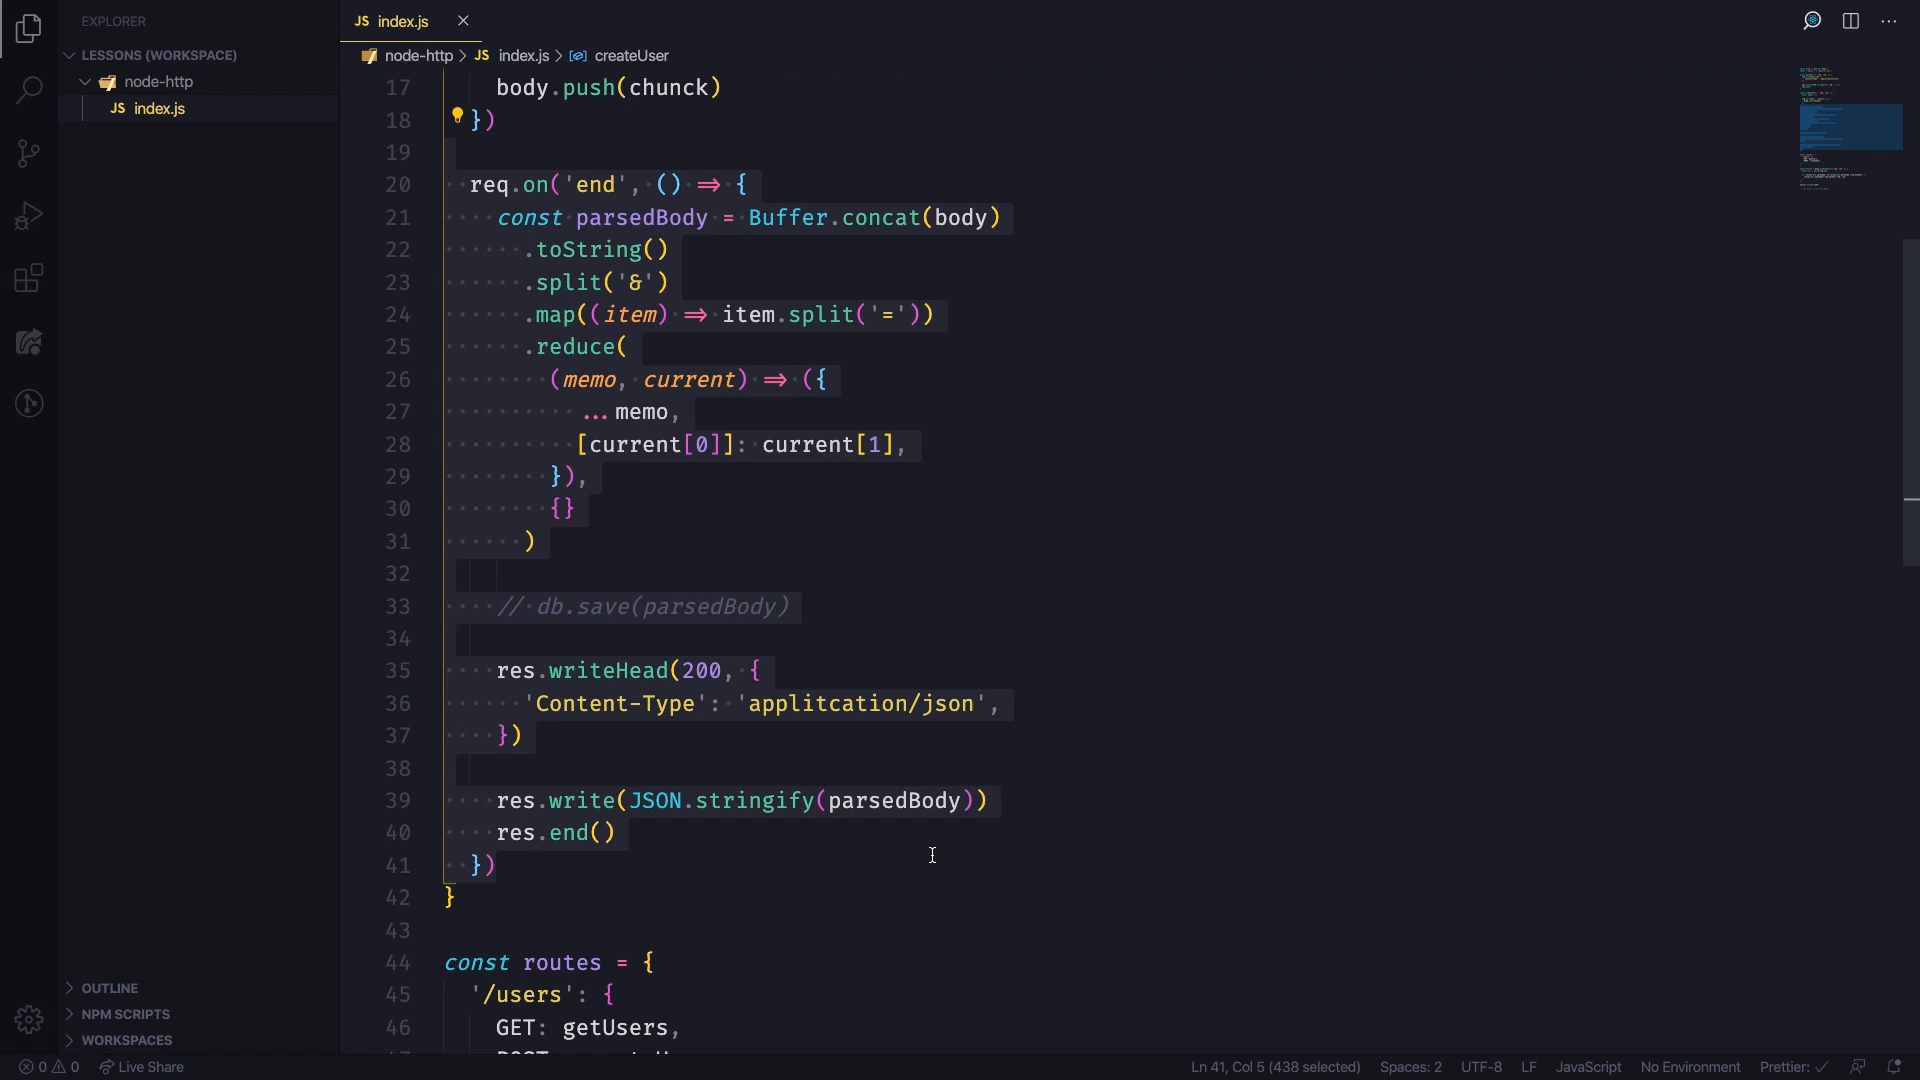 EXPLORER
LESSONS (WORKSPACE)
node-http
JS index.js
JS index.js
node-http > JS index.js > createUser
17 body.push(chunck)
18 })
19
20 req.on('end', () => {
21 const parsedBody = Buffer.concat(body)
22 .toString()
23 .split('&')
24 .map((item) => item.split('='))
25 .reduce(
26 (memo, current) => ({
27 ...memo,
28 [current[0]]: current[1],
29 }),
30 {}
31 )
32
33 // db.save(parsedBody)
34
35 res.writeHead(200, {
36 'Content-Type': 'applitcation/json',
37 })
38
39 res.write(JSON.stringify(parsedBody))
40 res.end()
41 })
42 }
43
44 const routes = {
45 '/users': {
46 GET: getUsers,
OUTLINE
NPM SCRIPTS
WORKSPACES
0 0 Live Share
Ln 41, Col 5 (438 selected) Spaces: 2 UTF-8 LF JavaScript No Environment Prettier: ✓